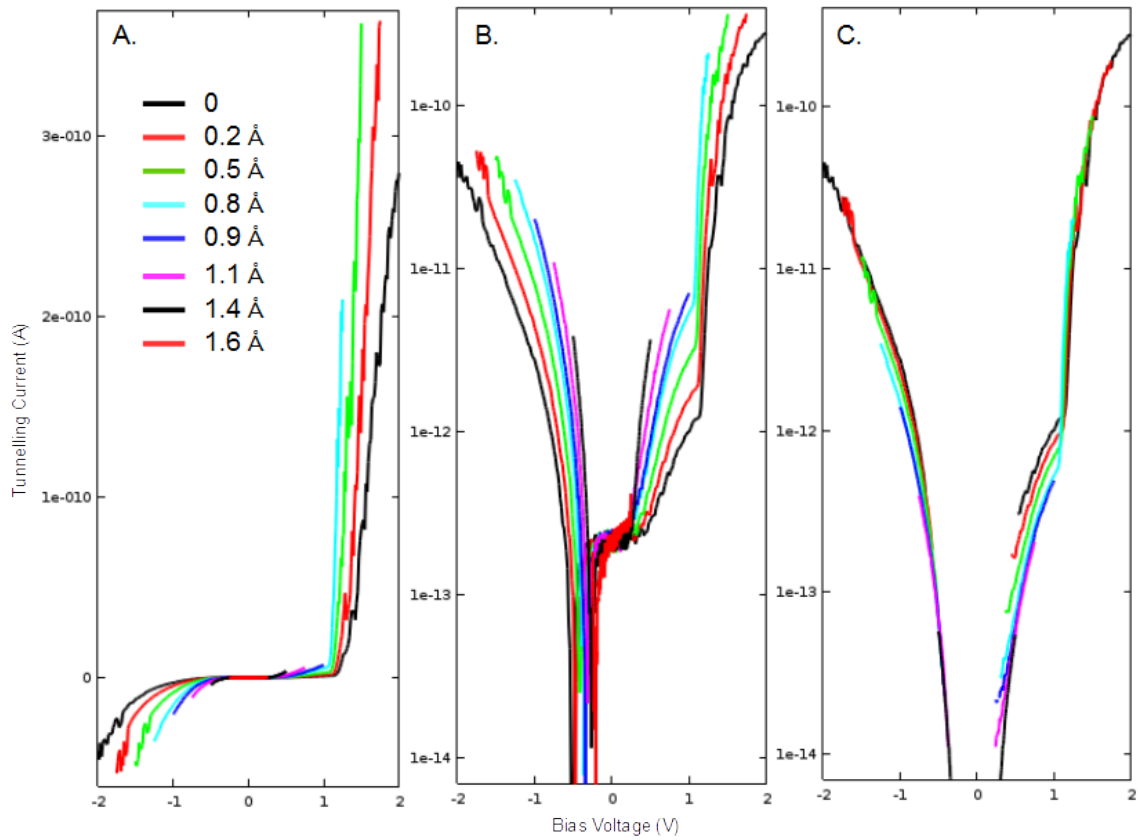 A.
B.
C.
0
0.2 Å
0.5 Å
0.8 Å
0.9 Å
1.1 Å
1.4 Å
1.6 Å
3e-010
2e-010
1e-010
0
1e-10
1e-11
1e-12
1e-13
1e-14
1e-10
1e-11
1e-12
1e-13
1e-14
Tunnelling Current (A)
-2 -1 0 1 2
-2 -1 0 1 2
-2 -1 0 1 2
Bias Voltage (V)